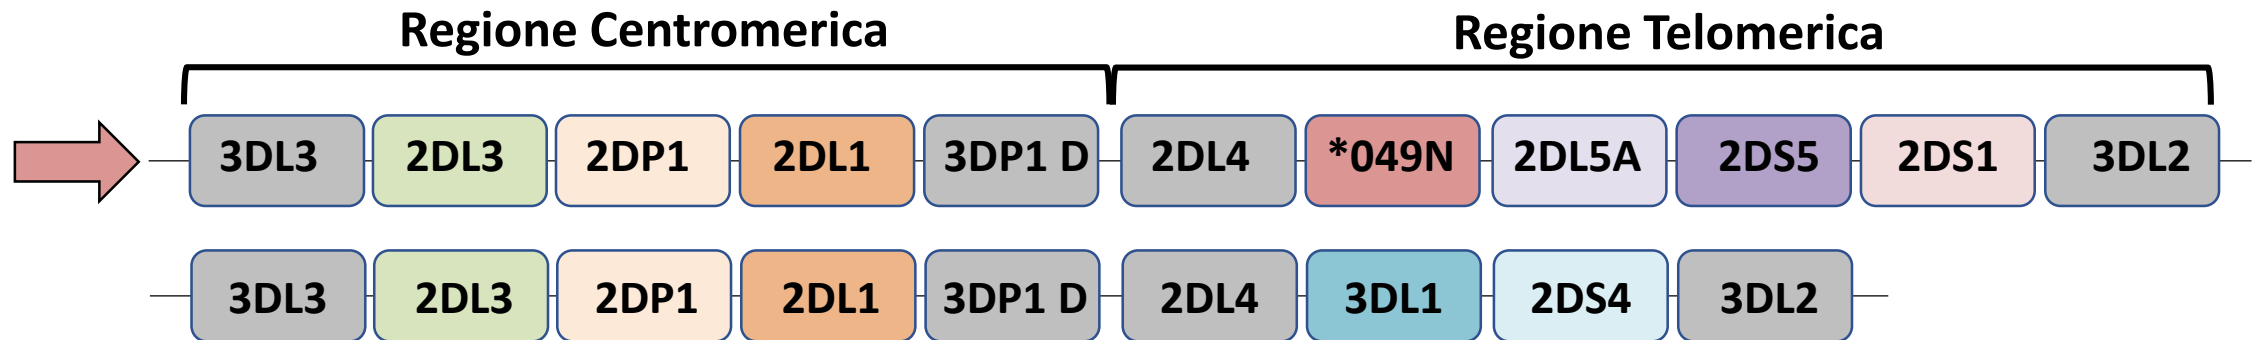 Regione Centromerica Regione Telomerica
3DL3 2DL3 2DP1 2DL1 3DP1 D 2DL4 *049N 2DL5A 2DS5 2DS1 3DL2
3DL3 2DL3 2DP1 2DL1 3DP1 D 2DL4 3DL1 2DS4 3DL2